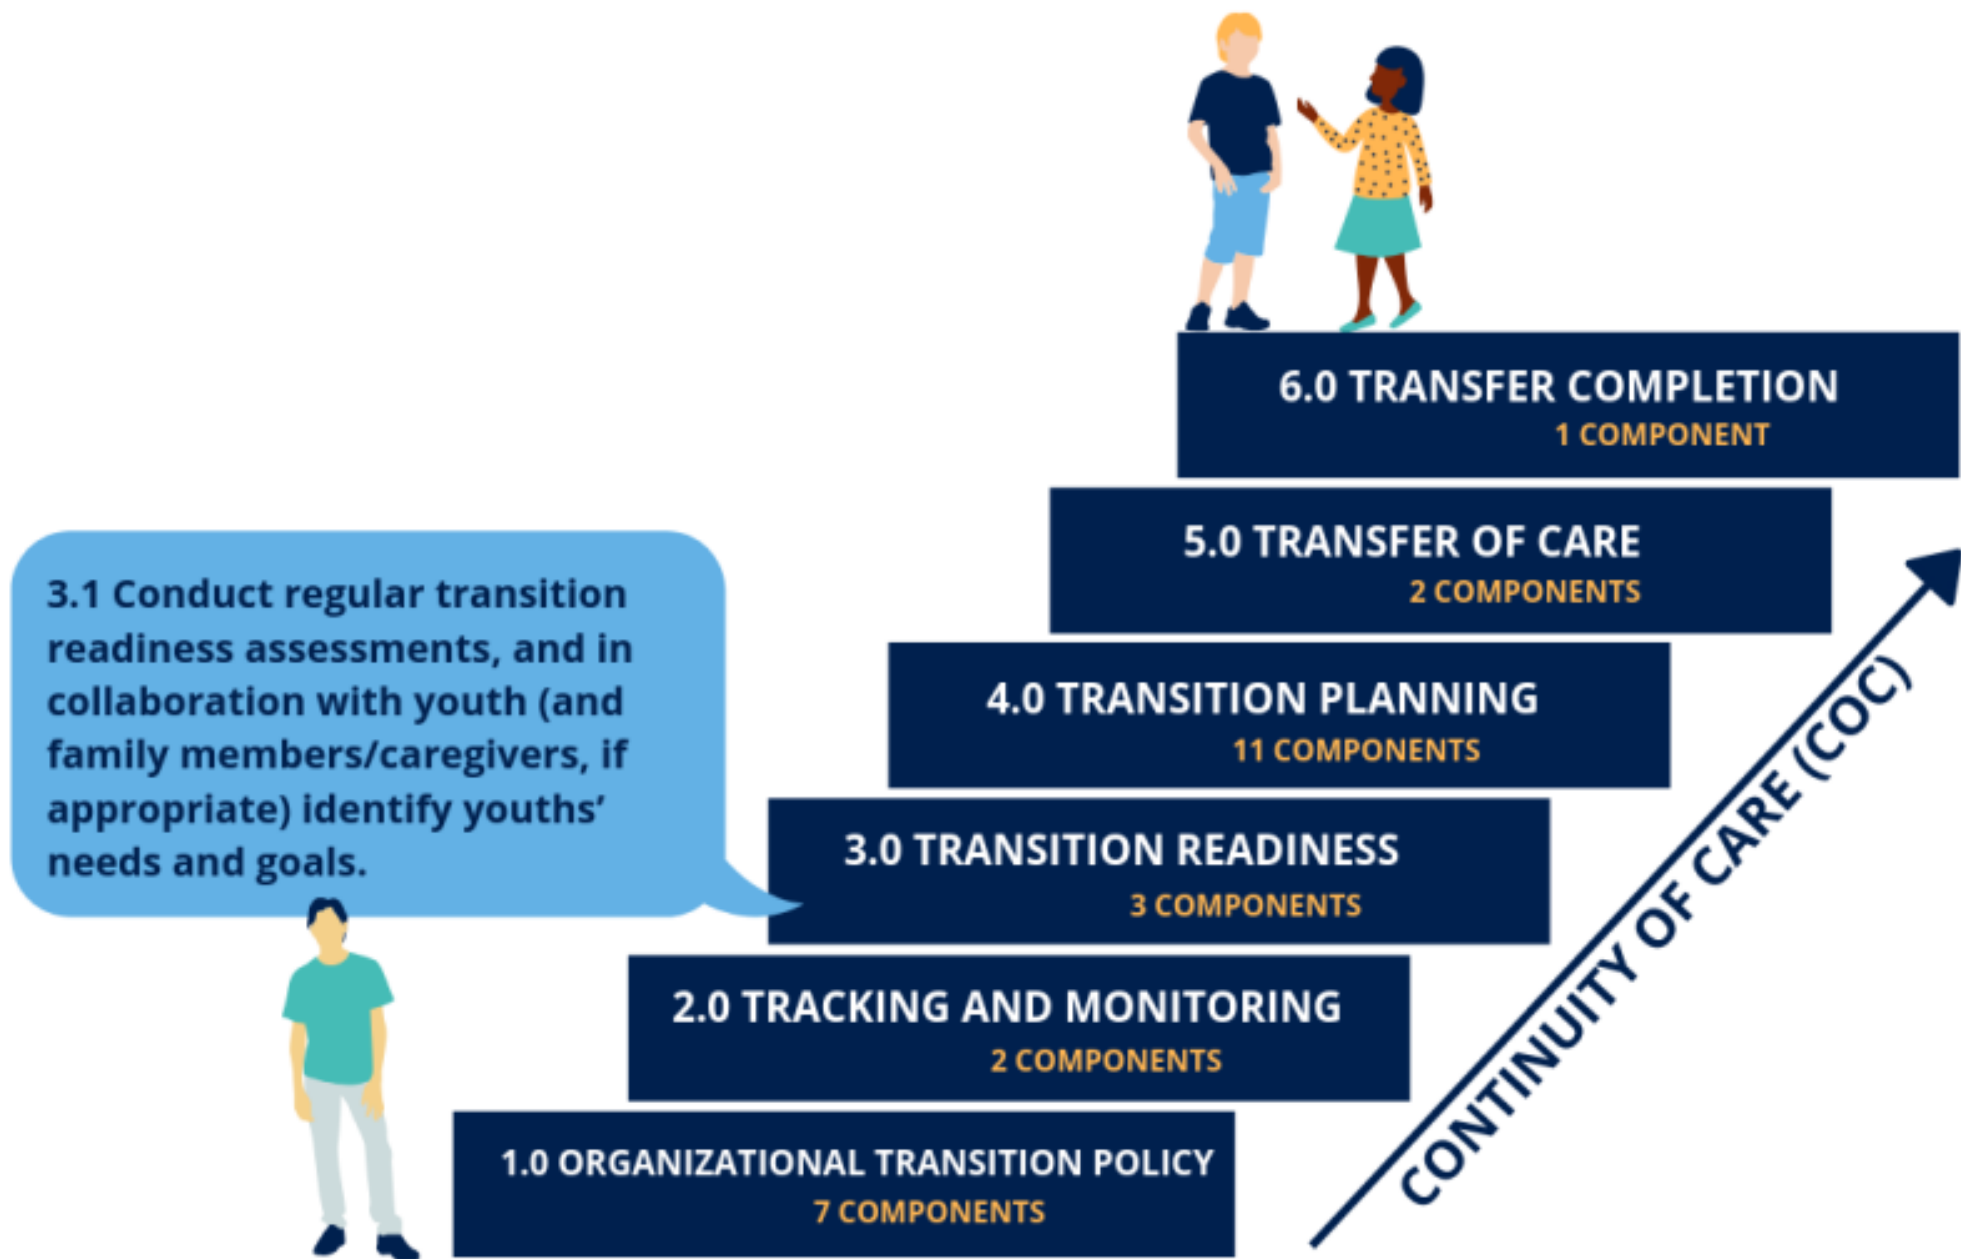 6.0 TRANSFER COMPLETION
1 COMPONENT
5.0 TRANSFER OF CARE
2 COMPONENTS
4.0 TRANSITION PLANNING
11 COMPONENTS
3.0 TRANSITION READINESS
3 COMPONENTS
2.0 TRACKING AND MONITORING
2 COMPONENTS
1.0 ORGANIZATIONAL TRANSITION POLICY
7 COMPONENTS
3.1 Conduct regular transition
readiness assessments, and in
collaboration with youth (and
family members/caregivers, if
appropriate) identify youths’
needs and goals.
CONTINUITY OF CARE (COC)